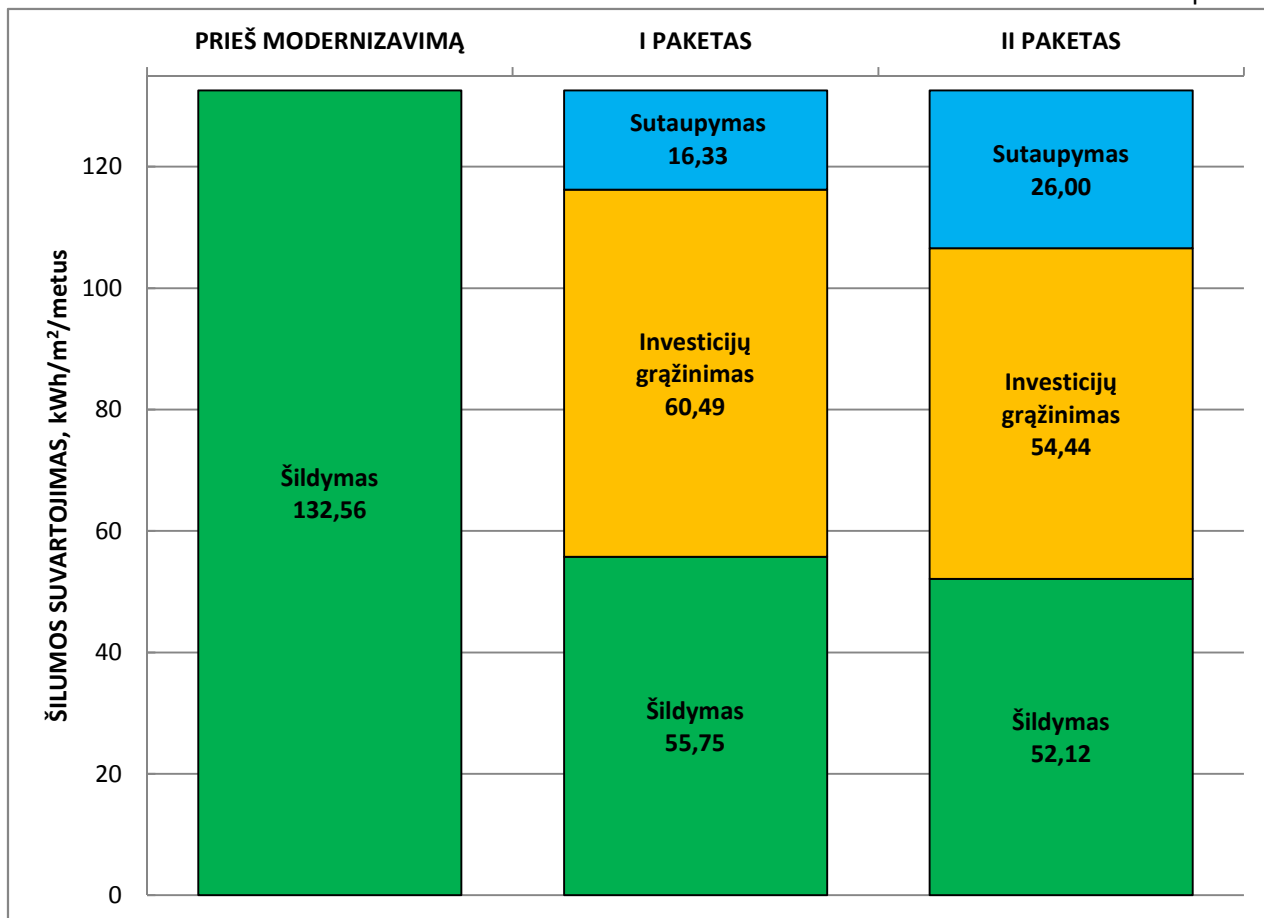 PRIEŠ MODERNIZAVIMĄ
I PAKETAS
II PAKETAS
ŠILUMOS SUVARTOJIMAS, kWh/m²/metus
120
100
80
60
40
20
0
Šildymas
132,56
Sutaupymas
16,33
Investicijų
grąžinimas
60,49
Šildymas
55,75
Sutaupymas
26,00
Investicijų
grąžinimas
54,44
Šildymas
52,12